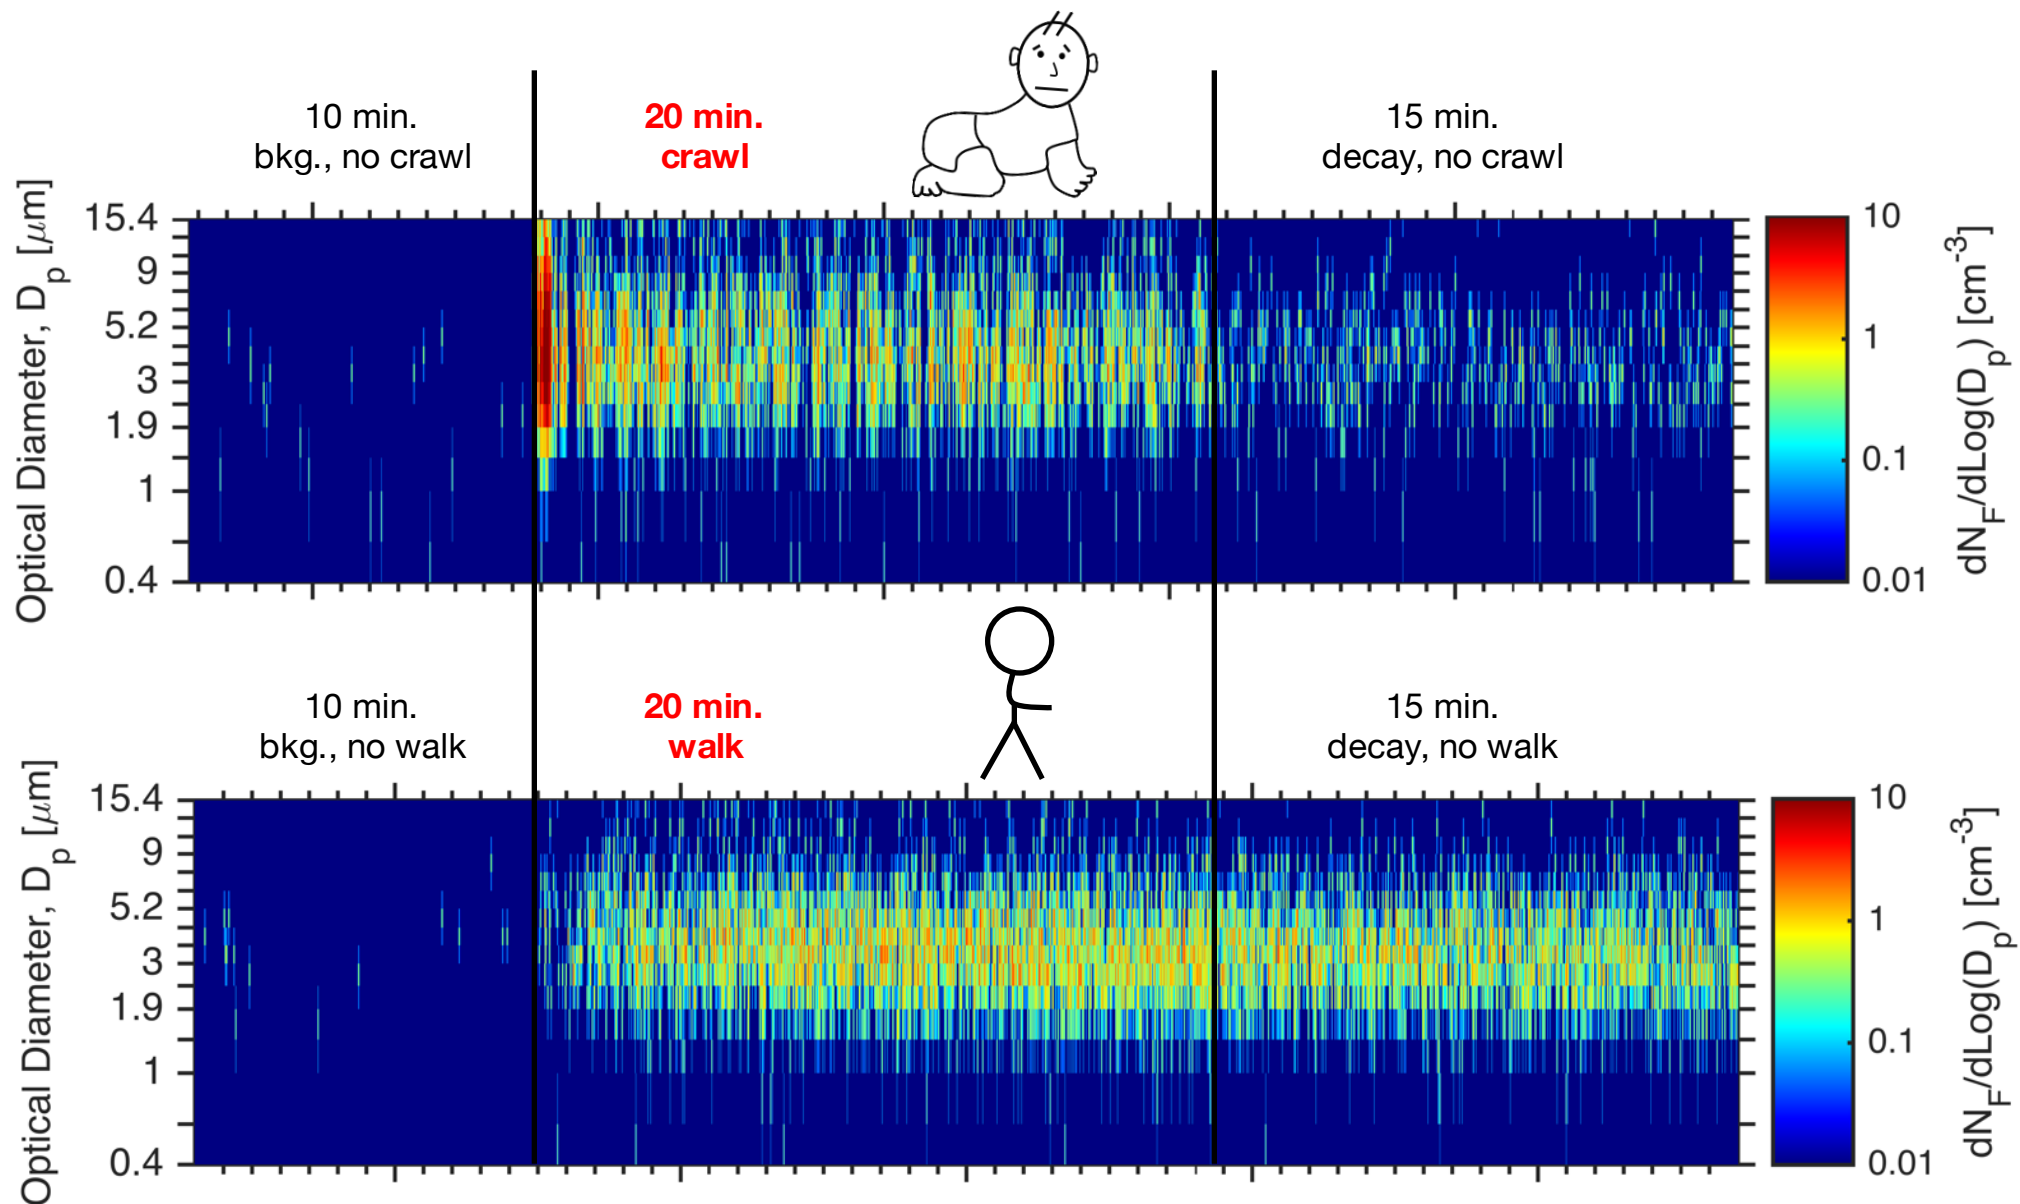 10 min.
bkg., no crawl
20 min.
crawl
15 min.
decay, no crawl
Optical Diameter, Dp [μm]
15.4
9
5.2
3
1.9
1
0.4
10
1
0.1
0.01
dNF/dLog(Dp) [cm-3]
10 min.
bkg., no walk
20 min.
walk
15 min.
decay, no walk
Optical Diameter, Dp [μm]
15.4
9
5.2
3
1.9
1
0.4
10
1
0.1
0.01
dNF/dLog(Dp) [cm-3]